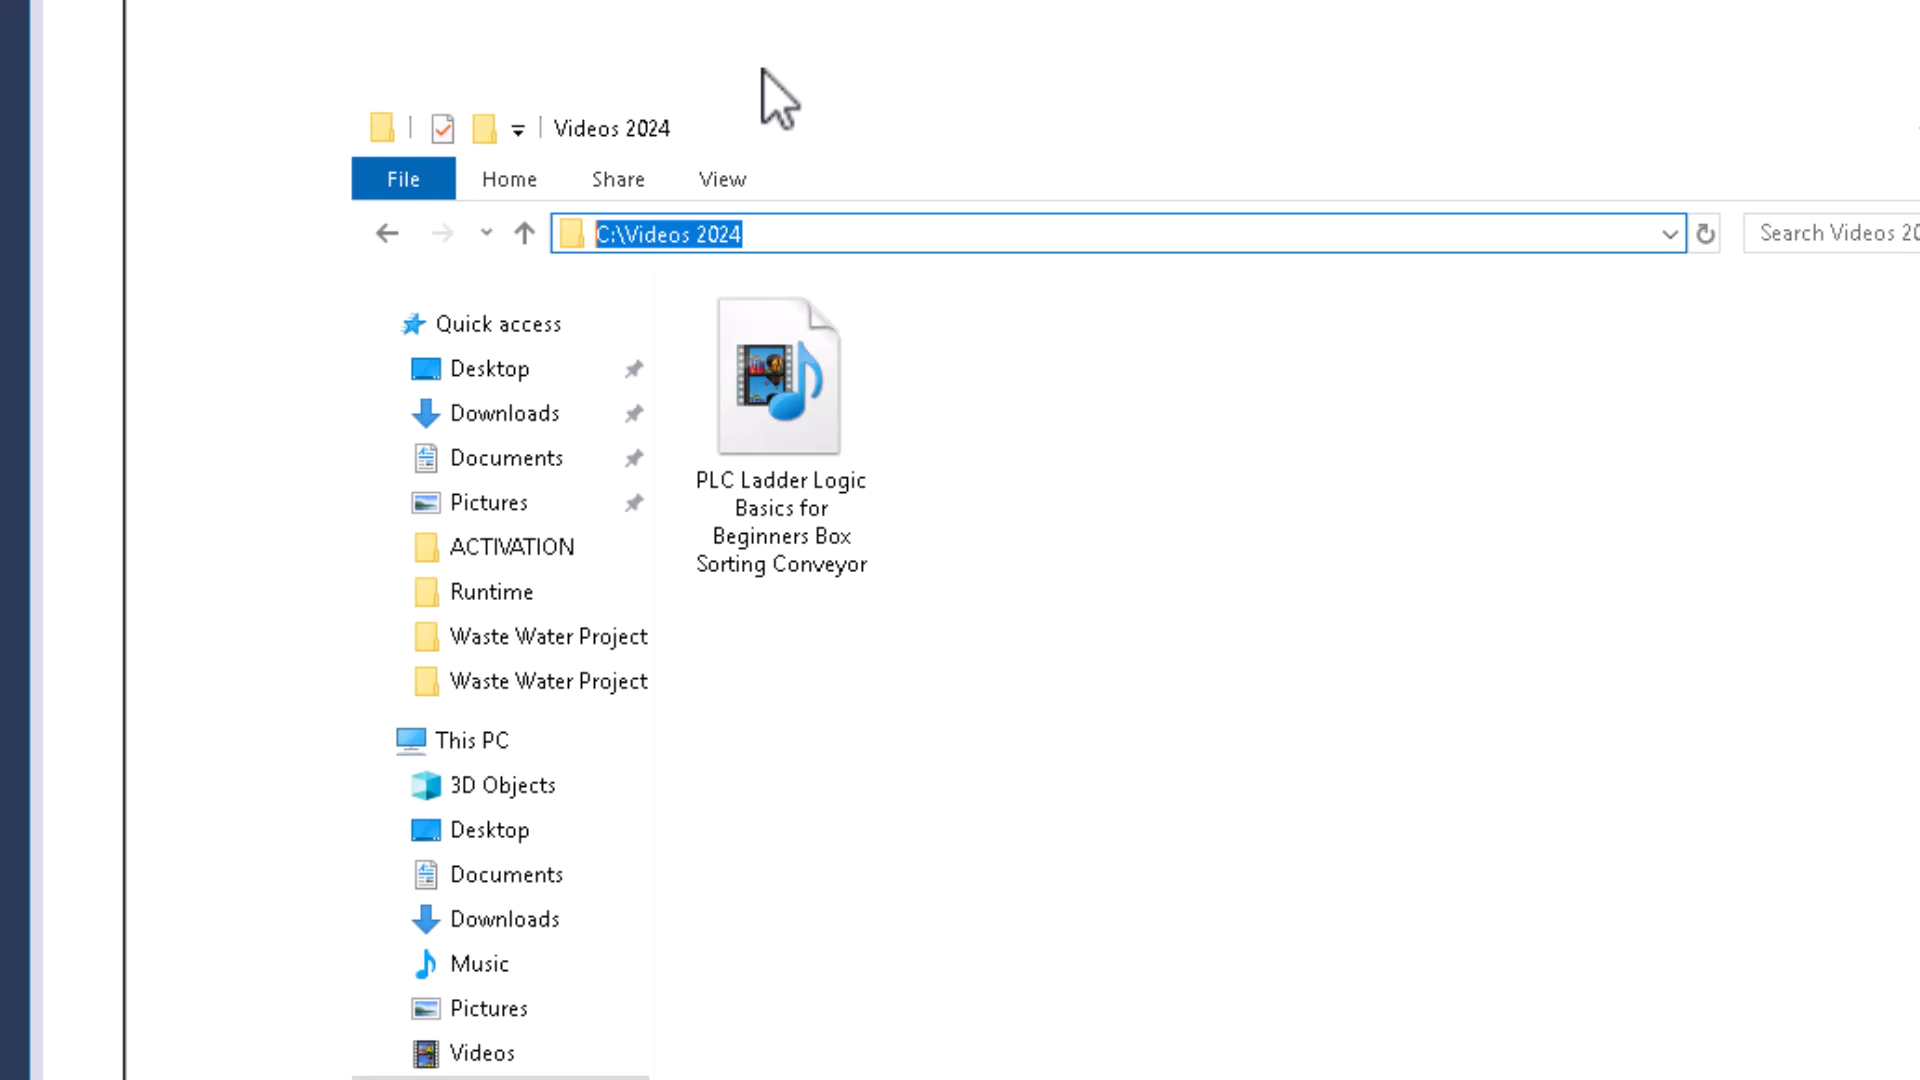 Videos 2024
File Home Share View
C:\Videos 2024
Search Videos 20
Quick access
Desktop
Downloads
Documents
Pictures
ACTIVATION
Runtime
Waste Water Project
Waste Water Project
This PC
3D Objects
Desktop
Documents
Downloads
Music
Pictures
Videos
PLC Ladder Logic
Basics for
Beginners Box
Sorting Conveyor